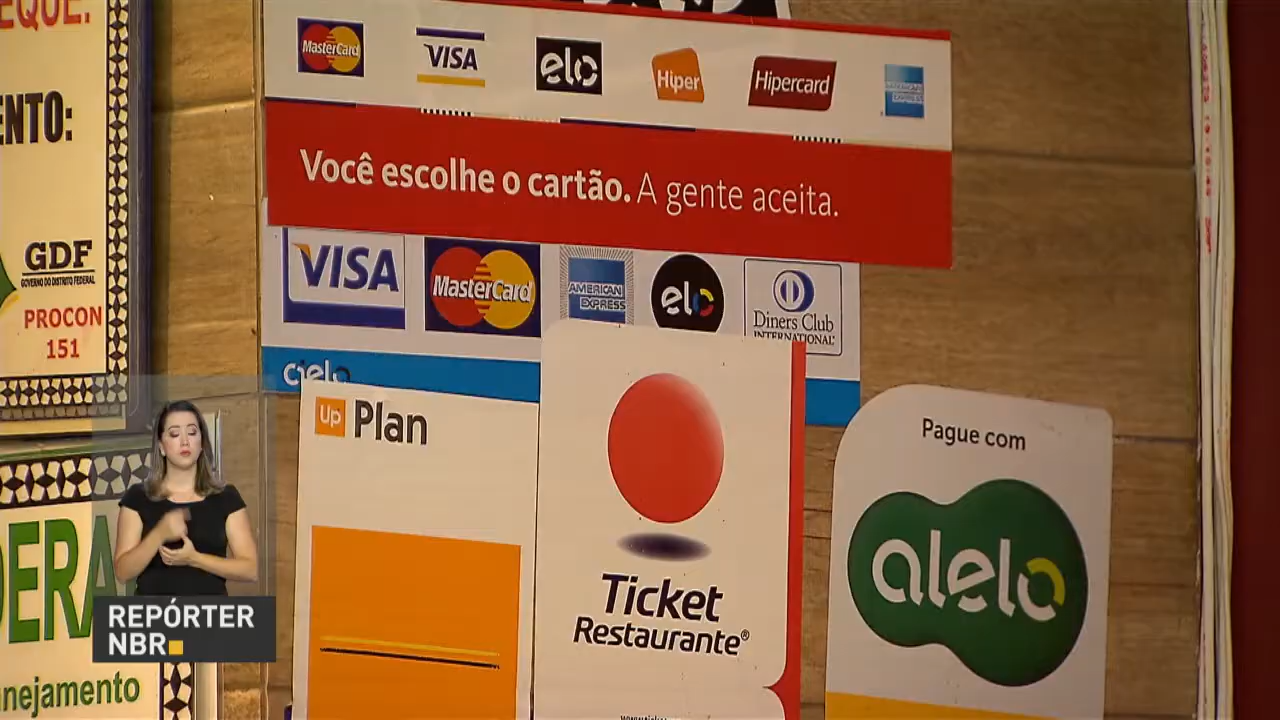 EQUE.
ENTO:
GDF
GOVERNO DO DISTRITO FEDERAL
PROCON
151
DERA
nejamento
MasterCard
VISA
elo
Hiper
Hipercard
AMERICAN EXPRESS
Você escolhe o cartão. A gente aceita.
VISA
MasterCard
AMERICAN EXPRESS
elo
Diners Club
INTERNATIONAL
cielo
Up Plan
Ticket
Restaurante®
Pague com
alelo
REPÓRTER
NBR